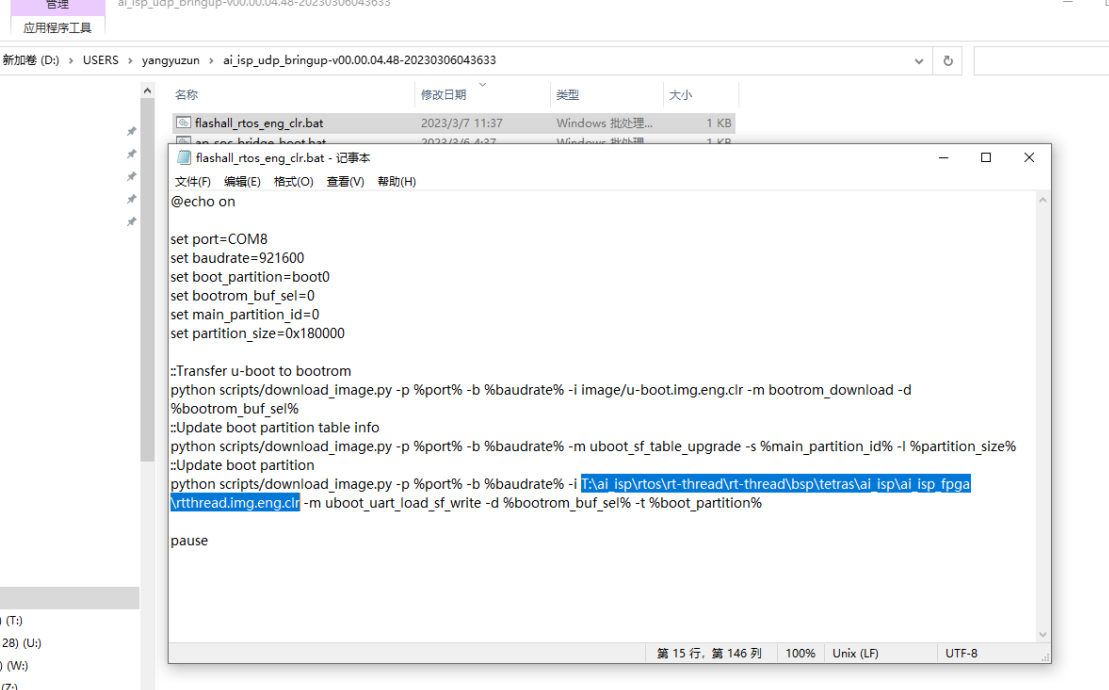 管理
ai_isp_udp_bringup-v00.00.04.48-20230306043633
应用程序工具
新加卷 (D:) › USERS › yangyuzun › ai_isp_udp_bringup-v00.00.04.48-20230306043633
名称 修改日期 类型 大小
flashall_rtos_eng_clr.bat 2023/3/7 11:37 Windows 批处理... 1 KB
ap-soc-bridge-boot.bat 2023/3/6 4:37 Windows 批处理... 1 KB
flashall_rtos_eng_clr.bat - 记事本
文件(F) 编辑(E) 格式(O) 查看(V) 帮助(H)
@echo on
set port=COM8
set baudrate=921600
set boot_partition=boot0
set bootrom_buf_sel=0
set main_partition_id=0
set partition_size=0x180000
::Transfer u-boot to bootrom
python scripts/download_image.py -p %port% -b %baudrate% -i image/u-boot.img.eng.clr -m bootrom_download -d
%bootrom_buf_sel%
::Update boot partition table info
python scripts/download_image.py -p %port% -b %baudrate% -m uboot_sf_table_upgrade -s %main_partition_id% -l %partition_size%
::Update boot partition
python scripts/download_image.py -p %port% -b %baudrate% -i T:\ai_isp\rtos\rt-thread\rt-thread\bsp\tetras\ai_isp\ai_isp_fpga
\rtthread.img.eng.clr -m uboot_uart_load_sf_write -d %bootrom_buf_sel% -t %boot_partition%
pause
) (T:)
28) (U:)
) (W:)
(Z:)
第 15 行，第 146 列 100% Unix (LF) UTF-8